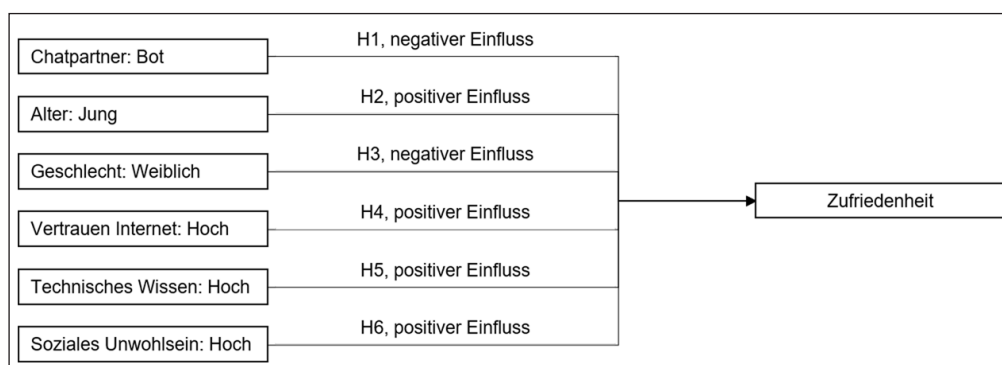 Chatpartner: Bot
H1, negativer Einfluss
Alter: Jung
H2, positiver Einfluss
Geschlecht: Weiblich
H3, negativer Einfluss
Vertrauen Internet: Hoch
H4, positiver Einfluss
Technisches Wissen: Hoch
H5, positiver Einfluss
Soziales Unwohlsein: Hoch
H6, positiver Einfluss
Zufriedenheit